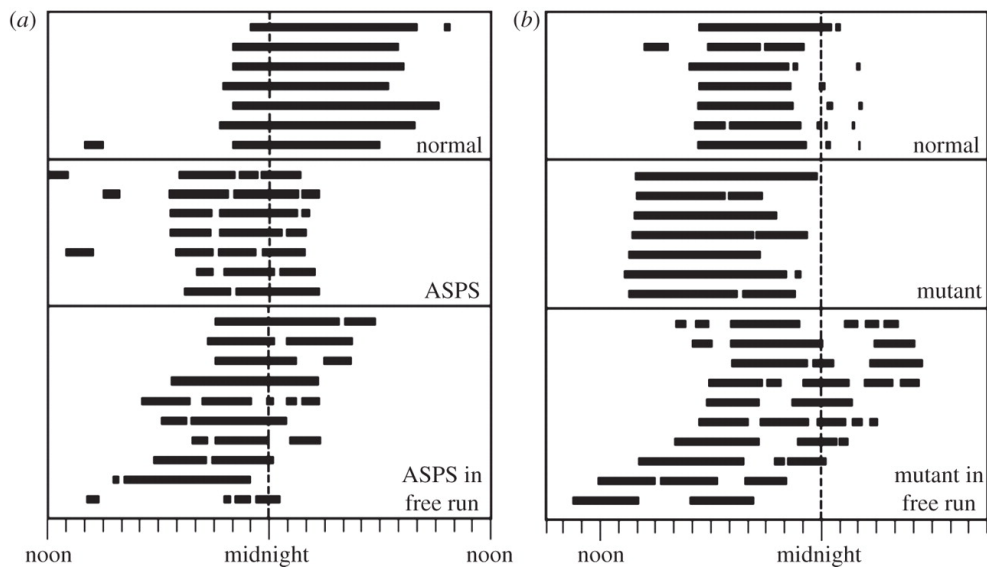 (a)
normal
ASPS
ASPS in
free run
noon
midnight
noon
(b)
normal
mutant
mutant in
free run
noon
midnight